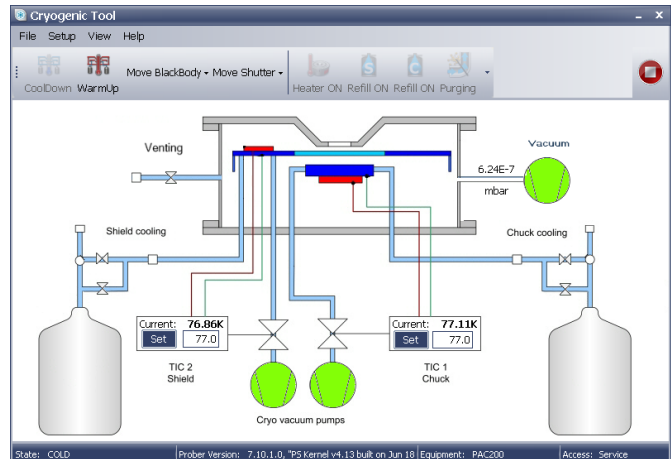 Cryogenic Tool
File Setup View Help
CoolDown WarmUp Move BlackBody Move Shutter Heater ON Refill ON Refill ON Purging
S C
Venting
Vacuum
6.24E-7
mbar
Shield cooling
Chuck cooling
Current: 76.86K
Set 77.0
Current: 77.11K
Set 77.0
TIC 2
Shield
TIC 1
Chuck
Cryo vacuum pumps
State: COLD Prober Version: 7.10.1.0, "PS Kernel v4.13 built on Jun 18 Equipment: PAC200 Access: Service